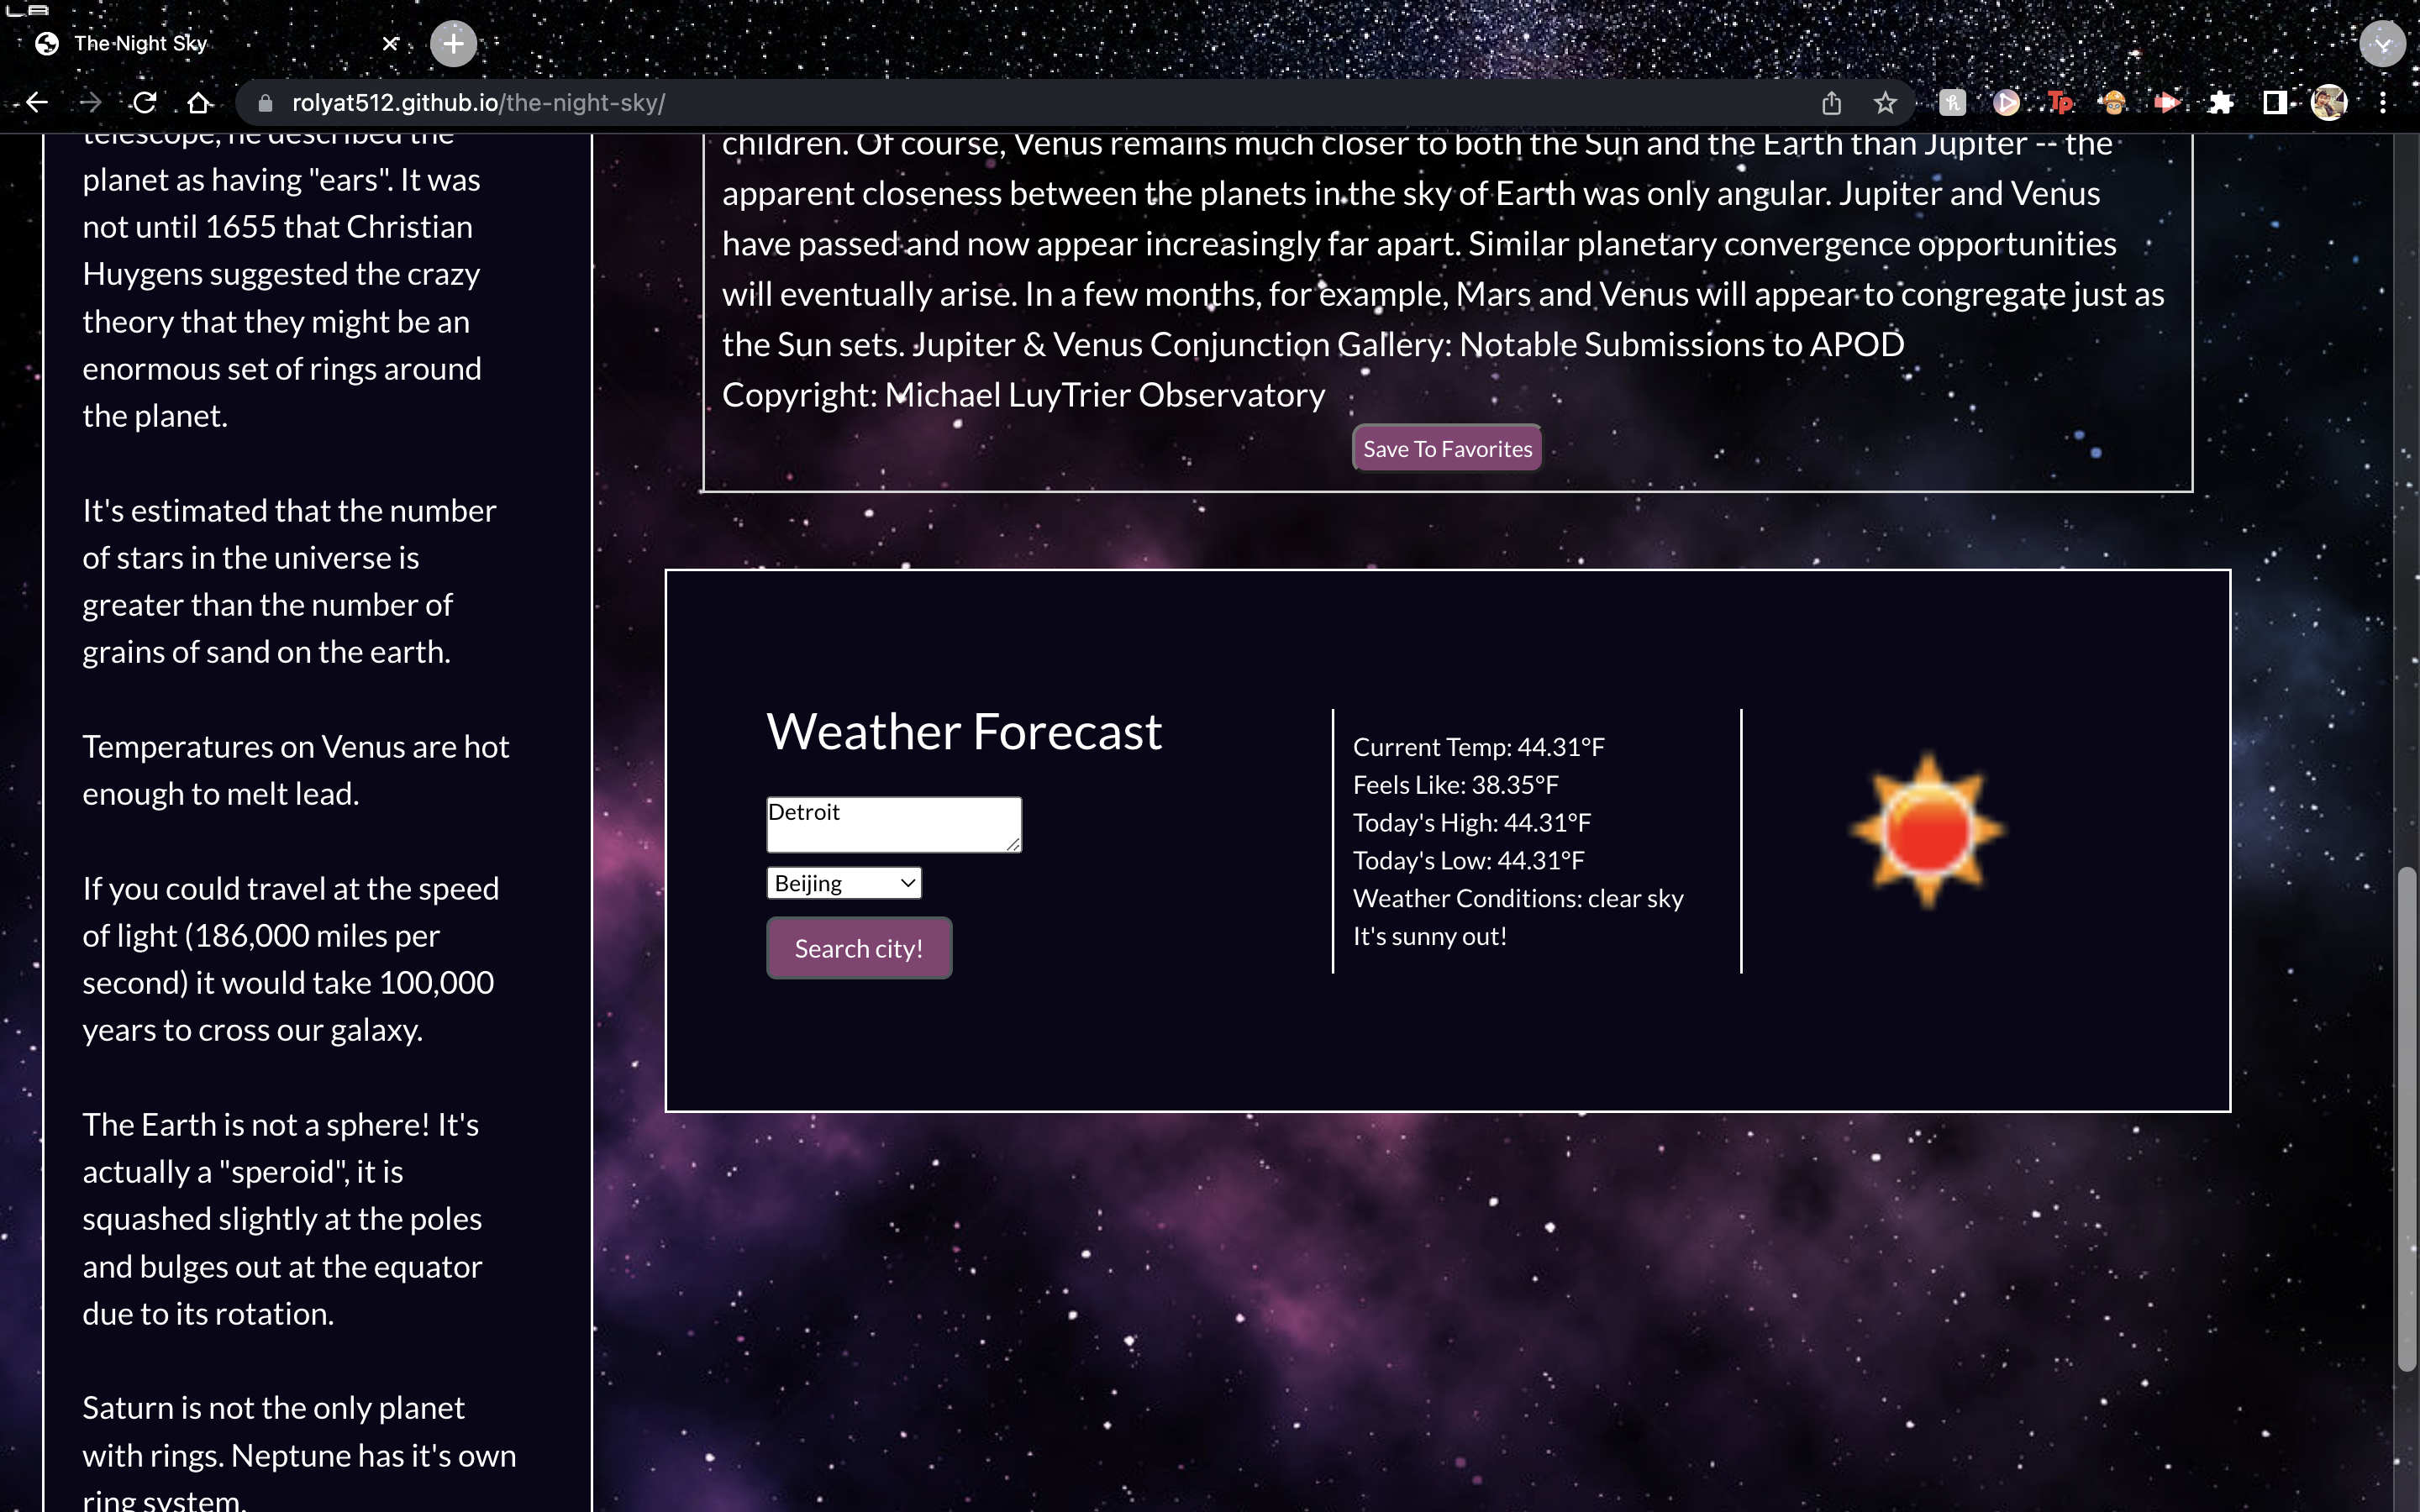 The Night Sky
rolyat512.github.io/the-night-sky/
telescope, he described the
planet as having "ears". It was
not until 1655 that Christian
Huygens suggested the crazy
theory that they might be an
enormous set of rings around
the planet.
It's estimated that the number
of stars in the universe is
greater than the number of
grains of sand on the earth.
Temperatures on Venus are hot
enough to melt lead.
If you could travel at the speed
of light (186,000 miles per
second) it would take 100,000
years to cross our galaxy.
The Earth is not a sphere! It's
actually a "speroid", it is
squashed slightly at the poles
and bulges out at the equator
due to its rotation.
Saturn is not the only planet
with rings. Neptune has it's own
ring system.
children. Of course, Venus remains much closer to both the Sun and the Earth than Jupiter -- the
apparent closeness between the planets in the sky of Earth was only angular. Jupiter and Venus
have passed and now appear increasingly far apart. Similar planetary convergence opportunities
will eventually arise. In a few months, for example, Mars and Venus will appear to congregate just as
the Sun sets. Jupiter & Venus Conjunction Gallery: Notable Submissions to APOD
Copyright: Michael LuyTrier Observatory
Save To Favorites
Weather Forecast
Detroit
Beijing
Search city!
Current Temp: 44.31°F
Feels Like: 38.35°F
Today's High: 44.31°F
Today's Low: 44.31°F
Weather Conditions: clear sky
It's sunny out!